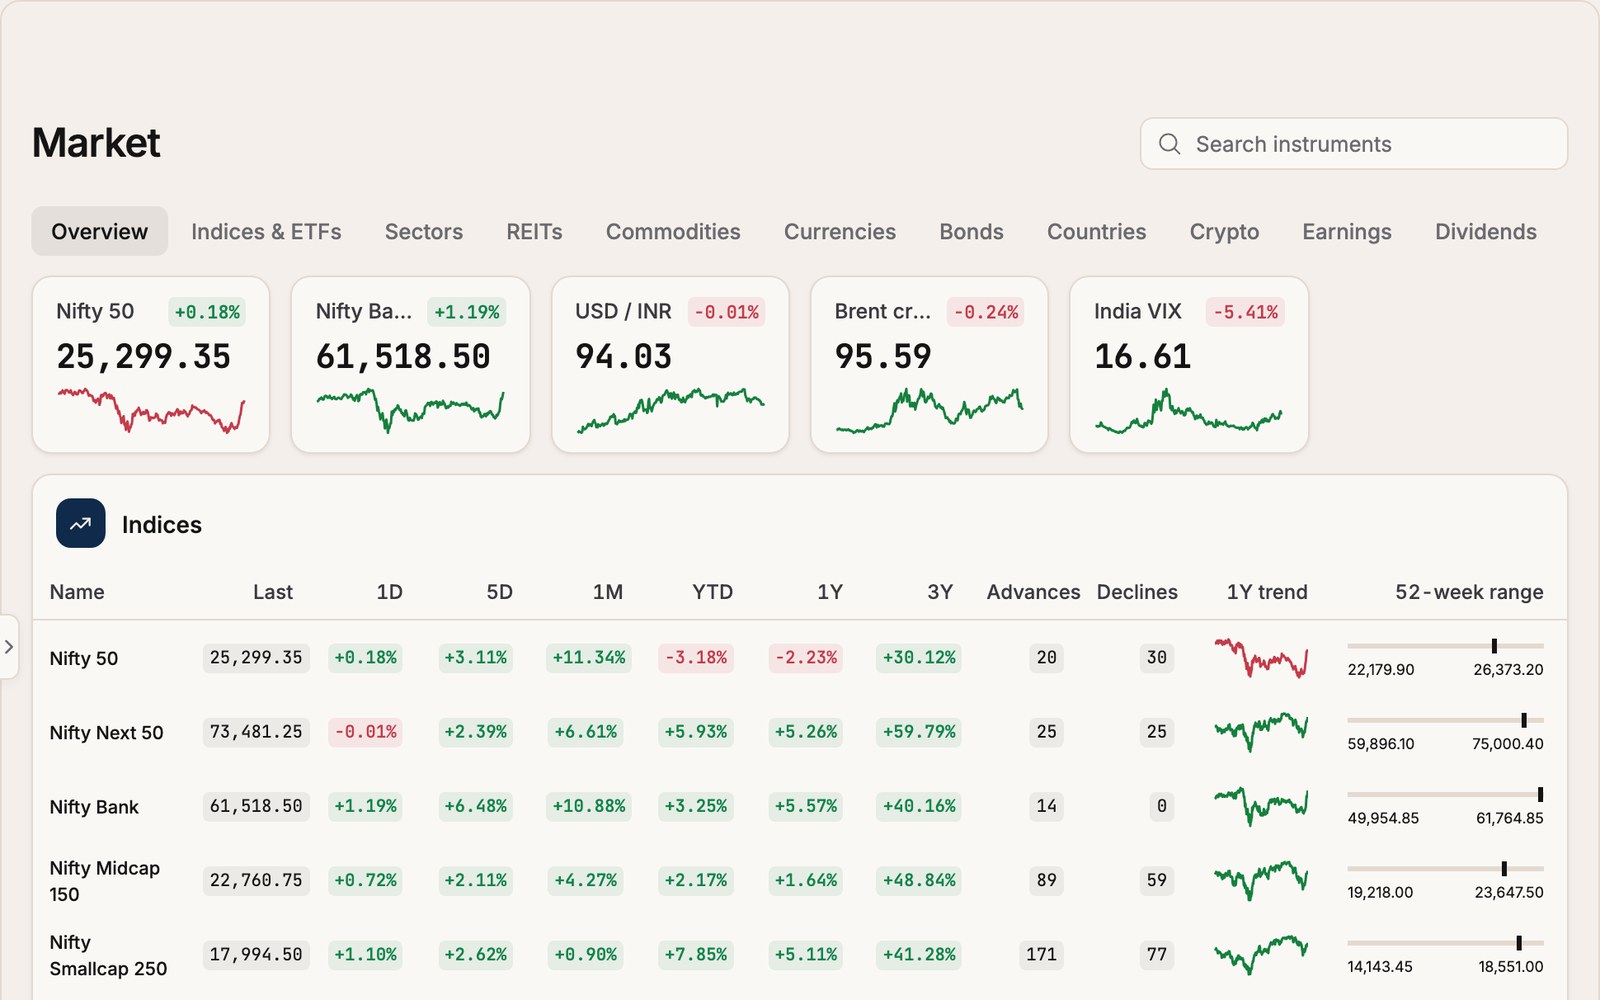 Market
Search instruments
Overview Indices & ETFs Sectors REITs Commodities Currencies Bonds Countries Crypto Earnings Dividends
Nifty 50 +0.18%
25,299.35
Nifty Ba... +1.19%
61,518.50
USD / INR -0.01%
94.03
Brent cr... -0.24%
95.59
India VIX -5.41%
16.61
Indices
Name Last 1D 5D 1M YTD 1Y 3Y Advances Declines 1Y trend 52-week range
Nifty 50 25,299.35 +0.18% +3.11% +11.34% -3.18% -2.23% +30.12% 20 30
22,179.90 26,373.20
Nifty Next 50 73,481.25 -0.01% +2.39% +6.61% +5.93% +5.26% +59.79% 25 25
59,896.10 75,000.40
Nifty Bank 61,518.50 +1.19% +6.48% +10.88% +3.25% +5.57% +40.16% 14 0
49,954.85 61,764.85
Nifty Midcap
150 22,760.75 +0.72% +2.11% +4.27% +2.17% +1.64% +48.84% 89 59
19,218.00 23,647.50
Nifty
Smallcap 250 17,994.50 +1.10% +2.62% +0.90% +7.85% +5.11% +41.28% 171 77
14,143.45 18,551.00